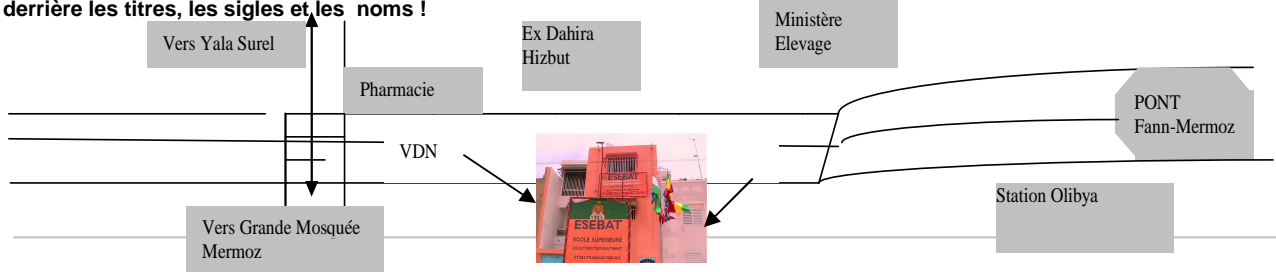 derrière les titres, les sigles et les noms !
Vers Yala Surel
Ex Dahira
Hizbut
Ministère
Elevage
Pharmacie
PONT
Fann-Mermoz
VDN
ESEBAT
ESEBAT
ECOLE SUPERIEURE
Station Olibya
Vers Grande Mosquée
Mermoz